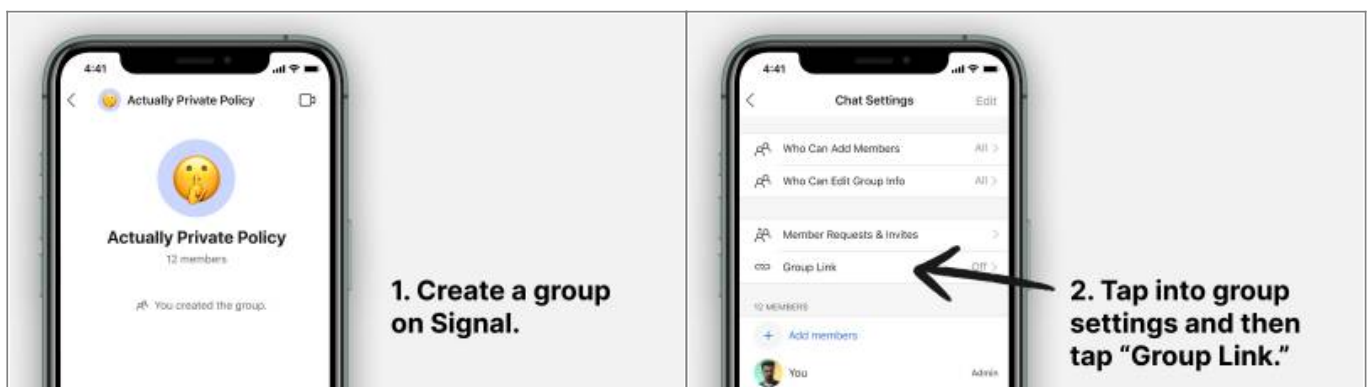 4:41
Actually Private Policy
Actually Private Policy
12 members
You created the group.
1. Create a group
on Signal.
4:41
Chat Settings Edit
Who Can Add Members All
Who Can Edit Group Info All
Member Requests & Invites
Group Link Off
12 MEMBERS
+ Add members
You Admin
2. Tap into group
settings and then
tap “Group Link.”